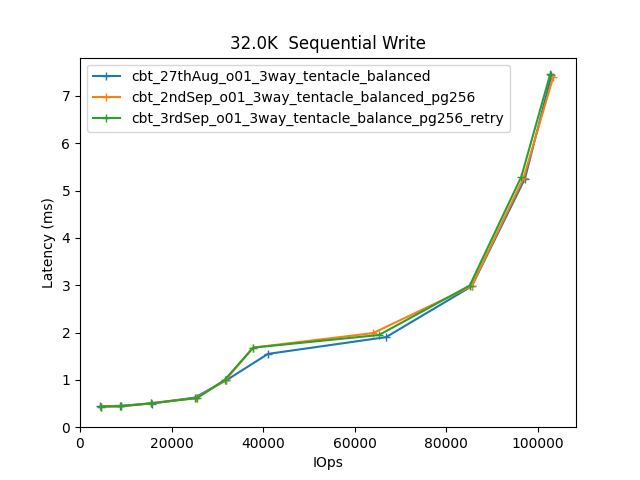 32.0K  Sequential Write
cbt_27thAug_o01_3way_tentacle_balanced
cbt_2ndSep_o01_3way_tentacle_balanced_pg256
cbt_3rdSep_o01_3way_tentacle_balance_pg256_retry
Latency (ms)
7
6
5
4
3
2
1
0
0 20000 40000 60000 80000 100000
IOps